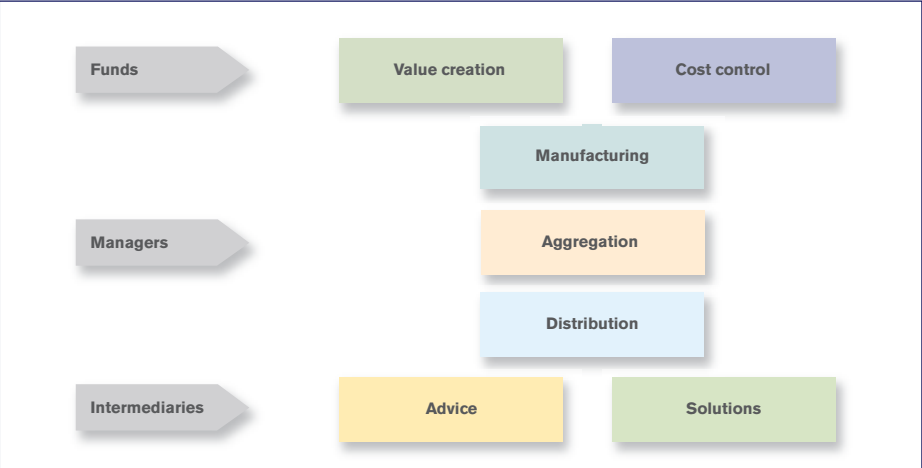 Funds
Value creation
Cost control
Manufacturing
Managers
Aggregation
Distribution
Intermediaries
Advice
Solutions